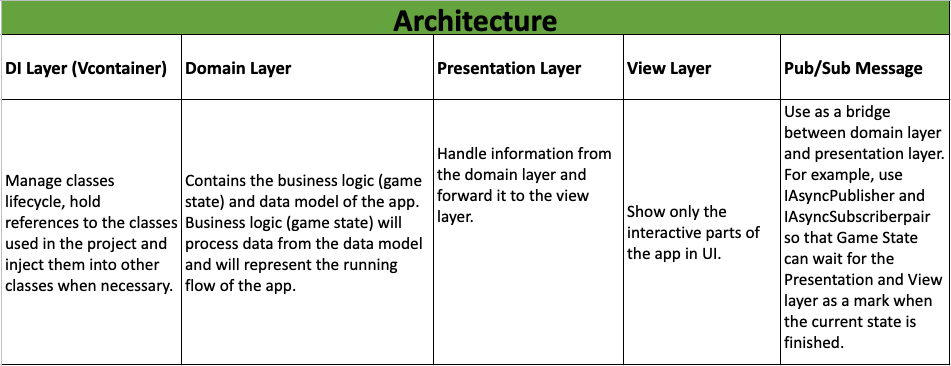 Architecture
DI Layer (Vcontainer)
Domain Layer
Presentation Layer
View Layer
Pub/Sub Message
Manage classes
lifecycle, hold
references to the classes
used in the project and
inject them into other
classes when necessary.
Contains the business logic (game
state) and data model of the app.
Business logic (game state) will
process data from the data model
and will represent the running
flow of the app.
Handle information from
the domain layer and
forward it to the view
layer.
Show only the
interactive parts of
the app in UI.
Use as a bridge
between domain layer
and presentation layer.
For example, use
IAsyncPublisher and
IAsyncSubscriberpair
so that Game State
can wait for the
Presentation and View
layer as a mark when
the current state is
finished.